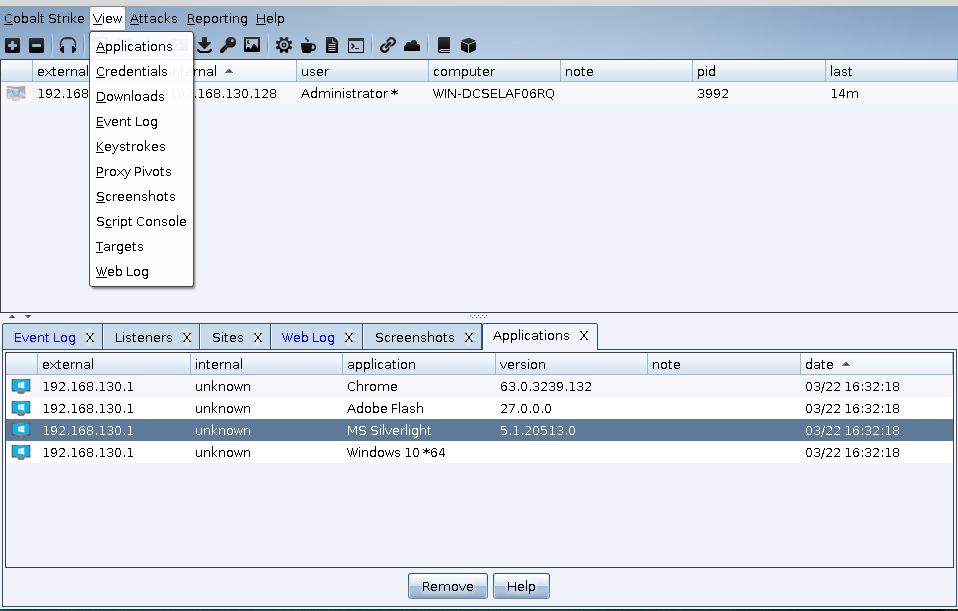 Cobalt Strike View Attacks Reporting Help
Applications
Credentials
Downloads
Event Log
Keystrokes
Proxy Pivots
Screenshots
Script Console
Targets
Web Log
external user computer note pid last
192.168 .168.130.128 Administrator * WIN-DCSELAF06RQ 3992 14m
Event Log X Listeners X Sites X Web Log X Screenshots X Applications X
external internal application version note date
192.168.130.1 unknown Chrome 63.0.3239.132 03/22 16:32:18
192.168.130.1 unknown Adobe Flash 27.0.0.0 03/22 16:32:18
192.168.130.1 unknown MS Silverlight 5.1.20513.0 03/22 16:32:18
192.168.130.1 unknown Windows 10 *64 03/22 16:32:18
Remove Help